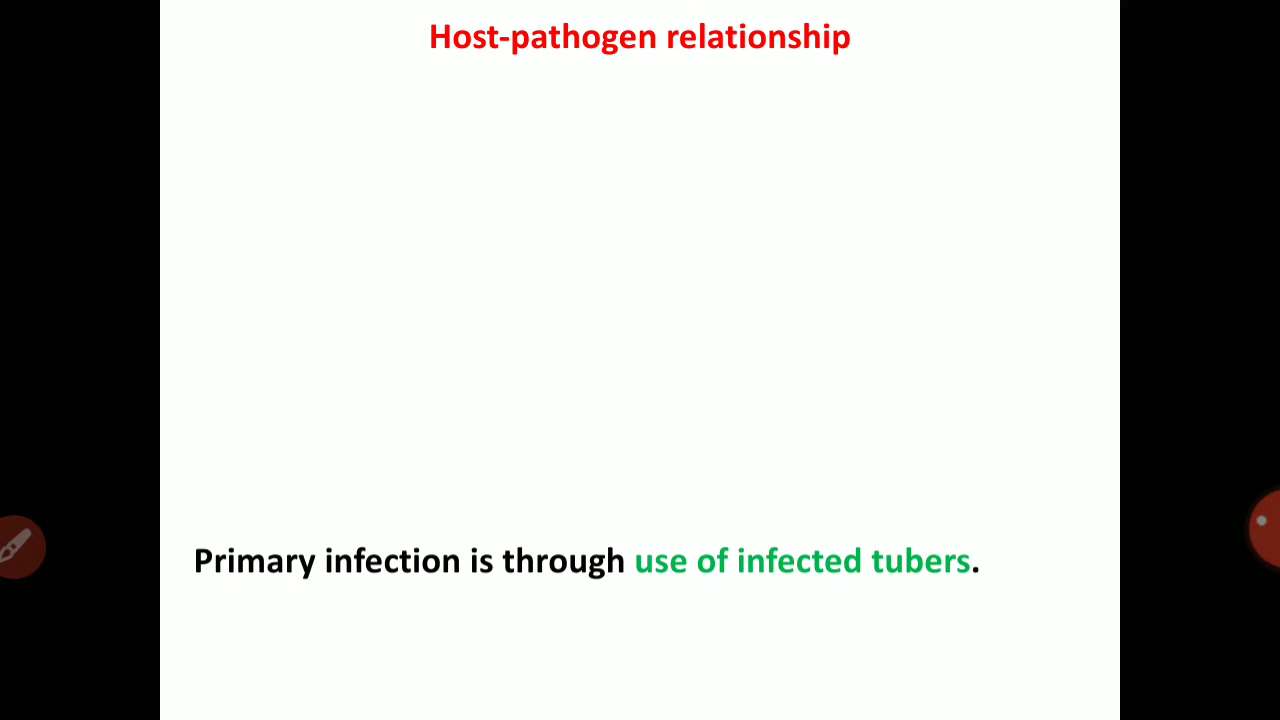 Host-pathogen relationship
Primary infection is through use of infected tubers.